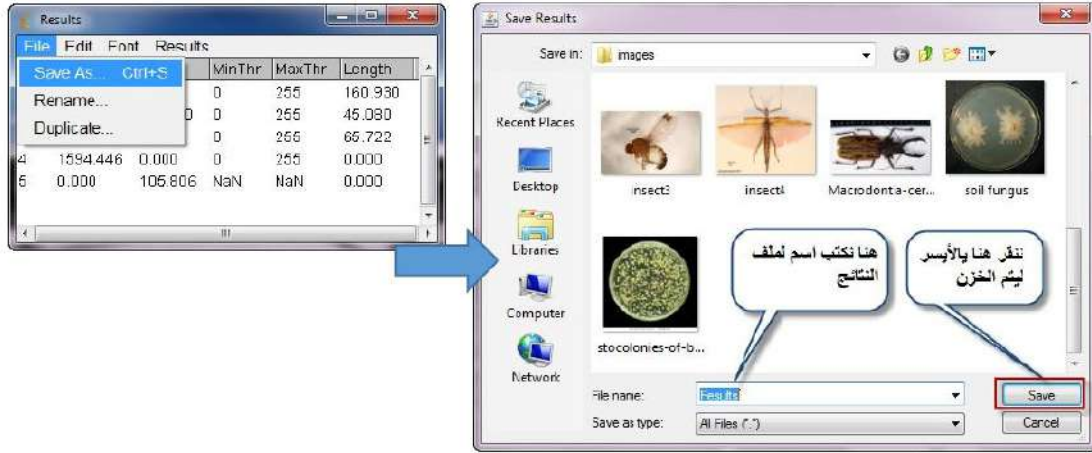 Results
File Edit Font Results
Save As... Ctrl+S
Rename...
Duplicate...
MinThr MaxThr Length
0 255 160.930
0 0 255 45.080
0 255 65.722
4 1594.446 0.000 0 255 0.000
5 0.000 105.806 NaN NaN 0.000
Save Results
Save in: images
Recent Places
Desktop
Libraries
Computer
Network
insect3 insect4 Macrodontia-cer... soil fungus
هنا نكتب اسم لملف
النتائج
ننقر هنا بالأيسر
ليتم الخزن
stocolonies-of-b...
File name: Results
Save
Save as type: All Files (*.*)
Cancel